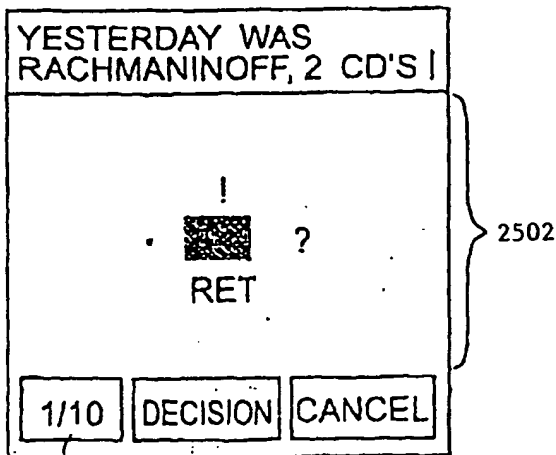 YESTERDAY WAS
RACHMANINOFF, 2 CD'S |
!
. ?
RET
2502
1/10 DECISION CANCEL